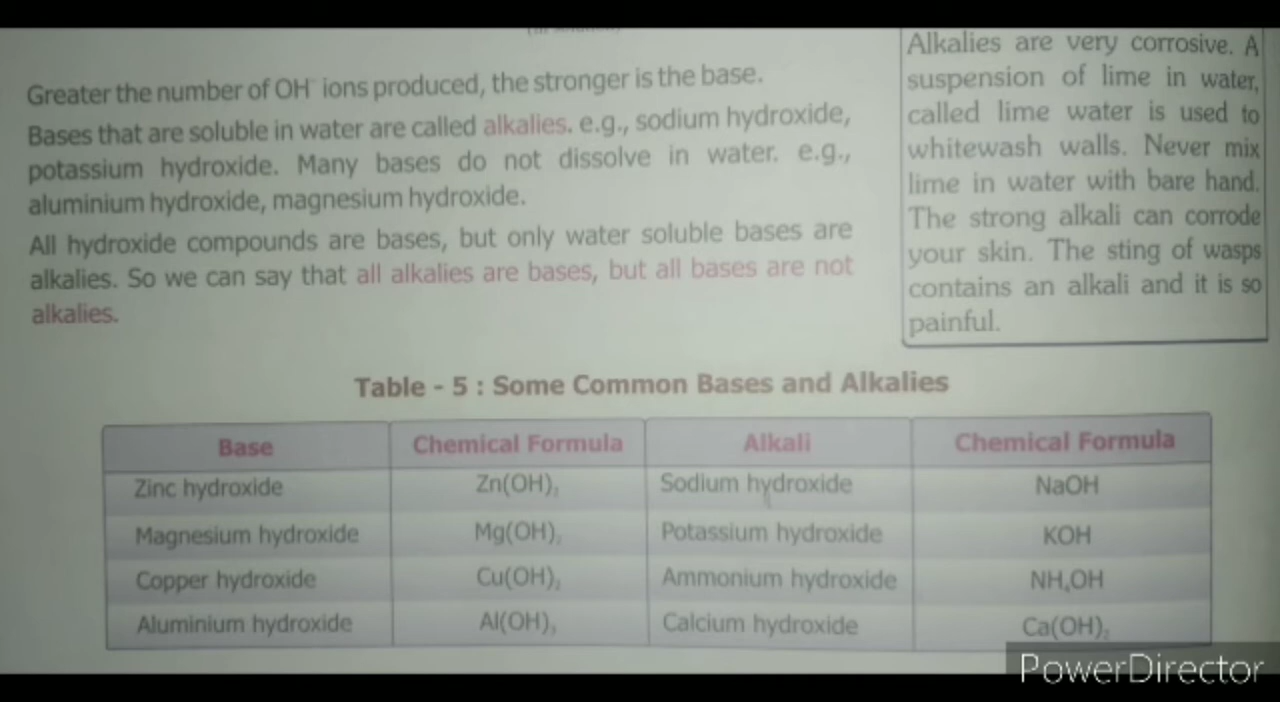 Greater the number of OH⁻ ions produced, the stronger is the base.
Bases that are soluble in water are called alkalies. e.g., sodium hydroxide,
potassium hydroxide. Many bases do not dissolve in water. e.g.,
aluminium hydroxide, magnesium hydroxide.
All hydroxide compounds are bases, but only water soluble bases are
alkalies. So we can say that all alkalies are bases, but all bases are not
alkalies.
Alkalies are very corrosive. A
suspension of lime in water,
called lime water is used to
whitewash walls. Never mix
lime in water with bare hand.
The strong alkali can corrode
your skin. The sting of wasps
contains an alkali and it is so
painful.
Table - 5 : Some Common Bases and Alkalies
Base Chemical Formula Alkali Chemical Formula
Zinc hydroxide Zn(OH)₂ Sodium hydroxide NaOH
Magnesium hydroxide Mg(OH)₂ Potassium hydroxide KOH
Copper hydroxide Cu(OH)₂ Ammonium hydroxide NH₄OH
Aluminium hydroxide Al(OH)₃ Calcium hydroxide Ca(OH)₂
PowerDirector